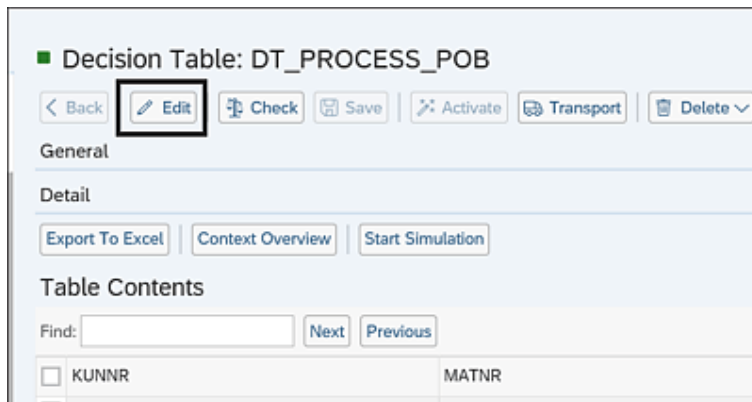 Decision Table: DT_PROCESS_POB
Back Edit Check Save Activate Transport Delete
General
Detail
Export To Excel Context Overview Start Simulation
Table Contents
Find: Next Previous
KUNNR MATNR